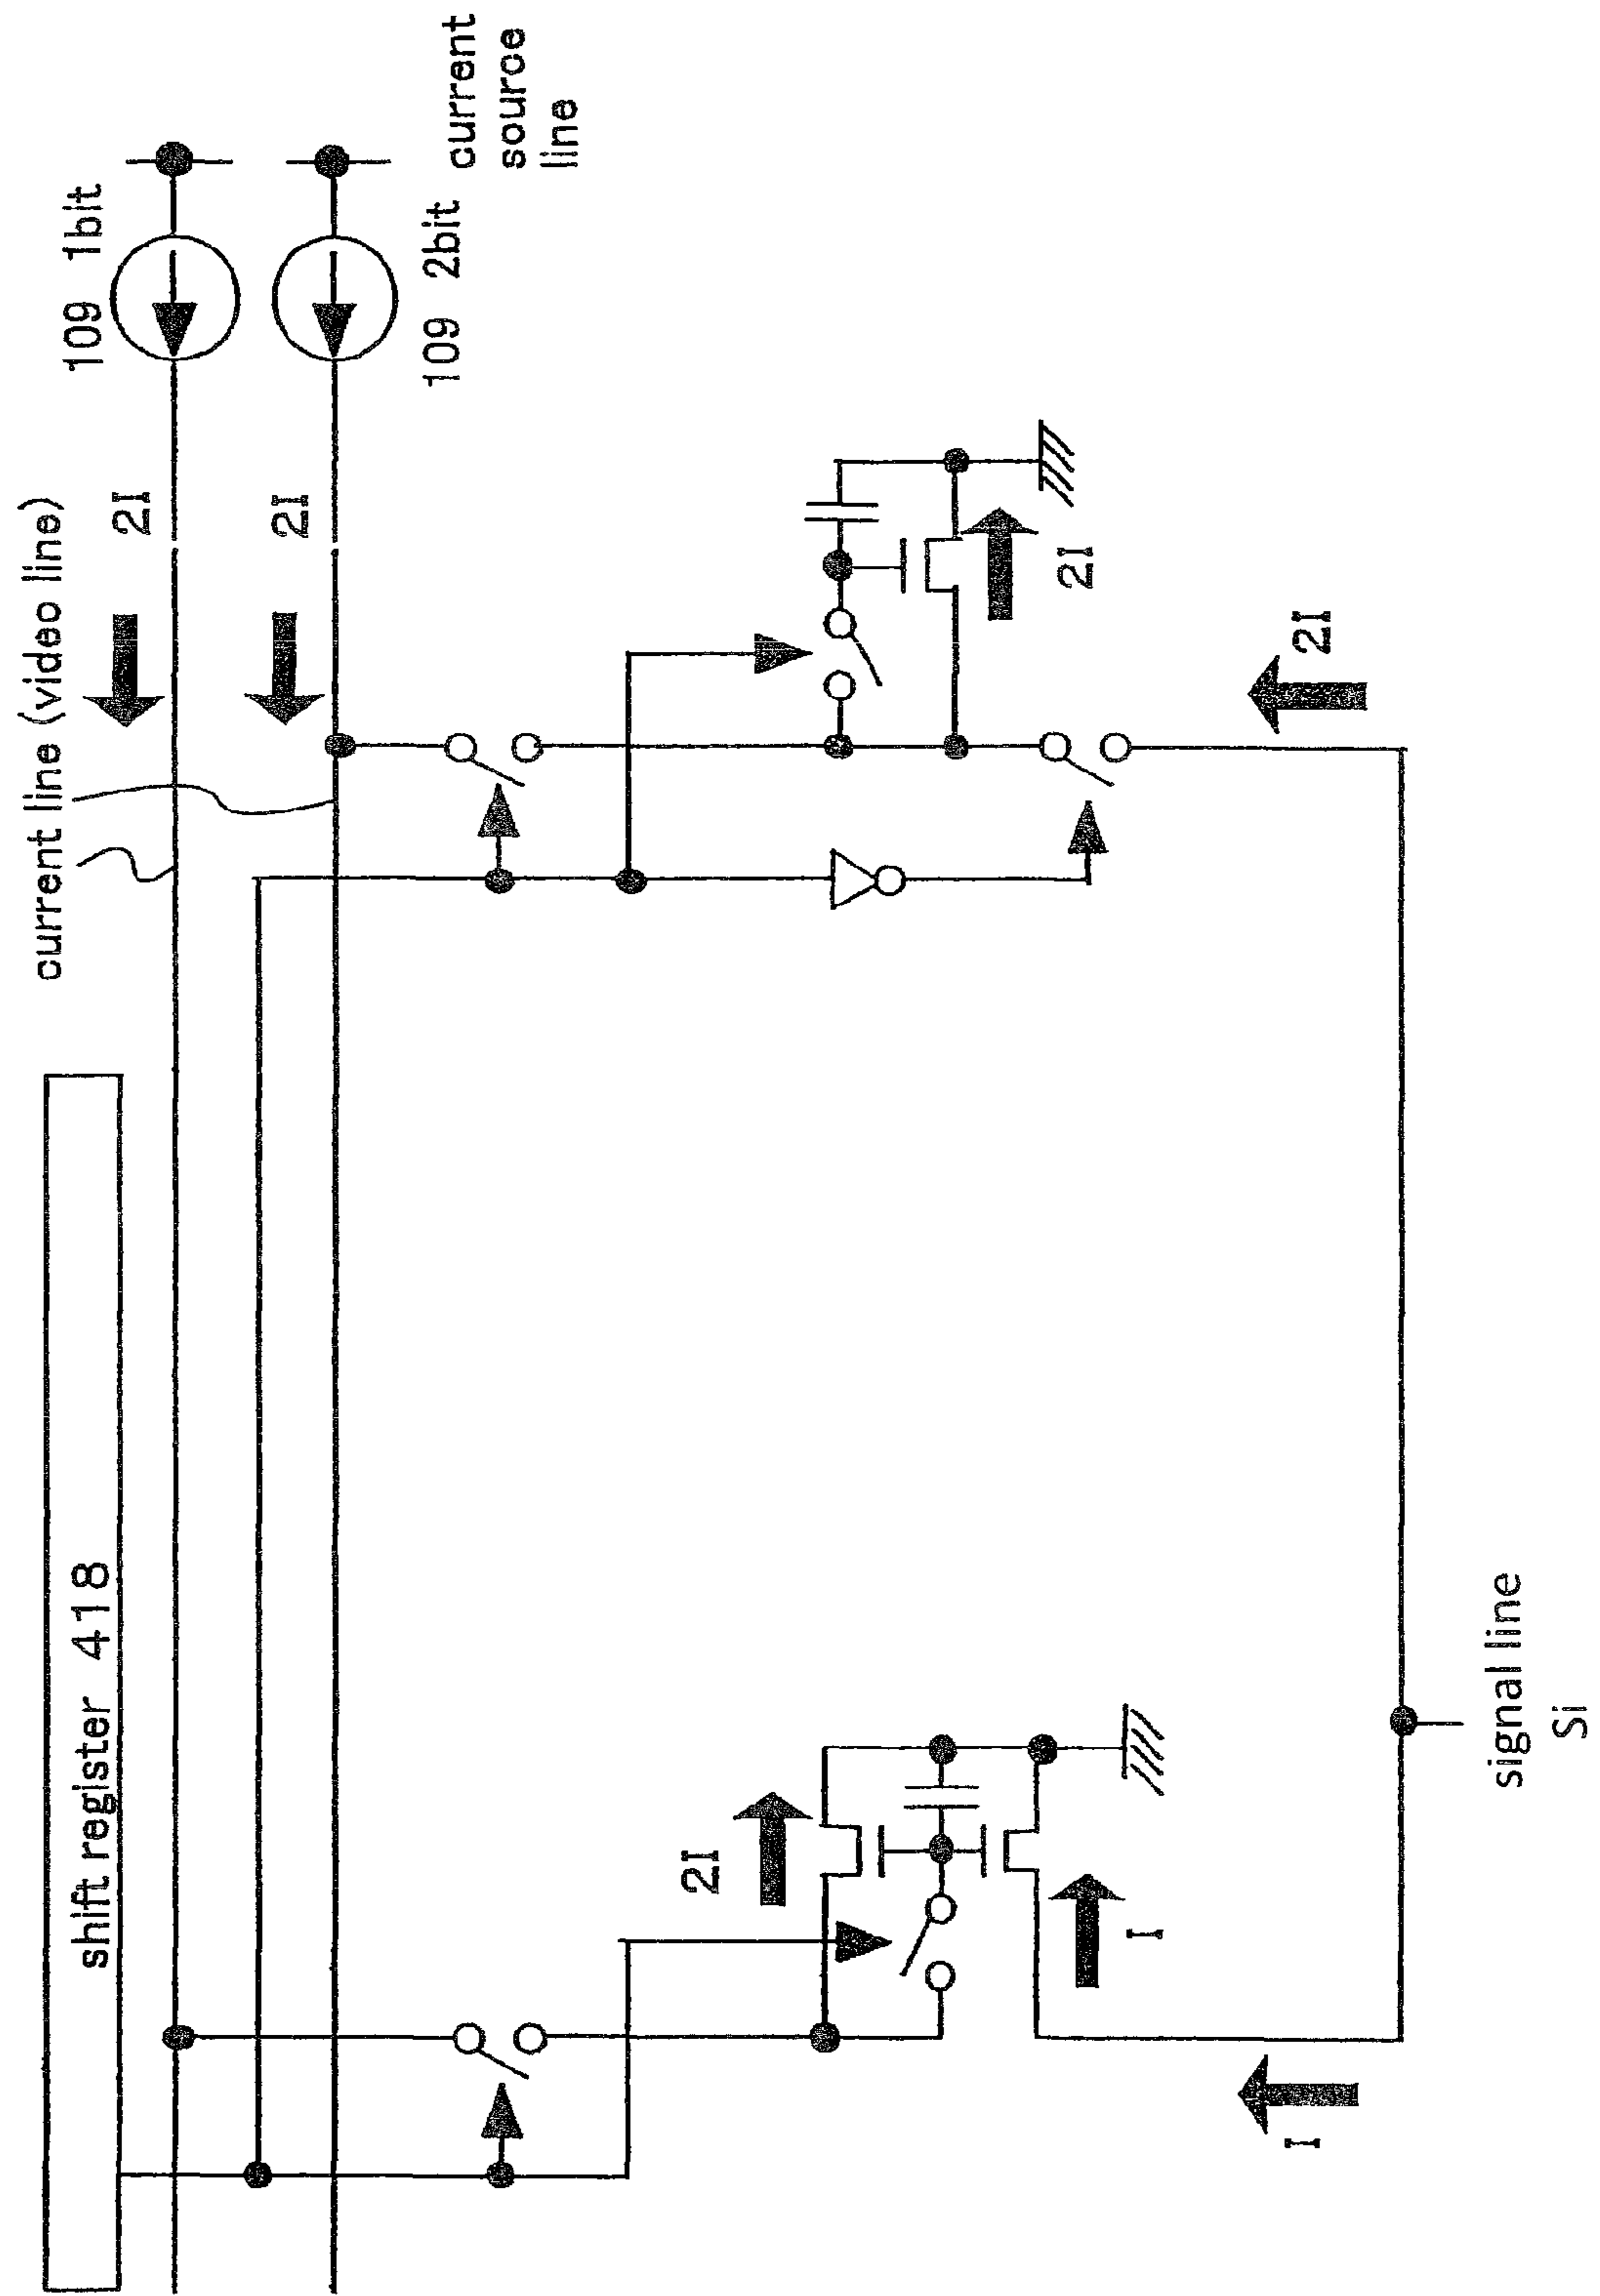 shift register 418
current line (video line)
109 1bit
2I
2I
109 2bit
current
source
line
2I
I
2I
2I
I
signal line
Si